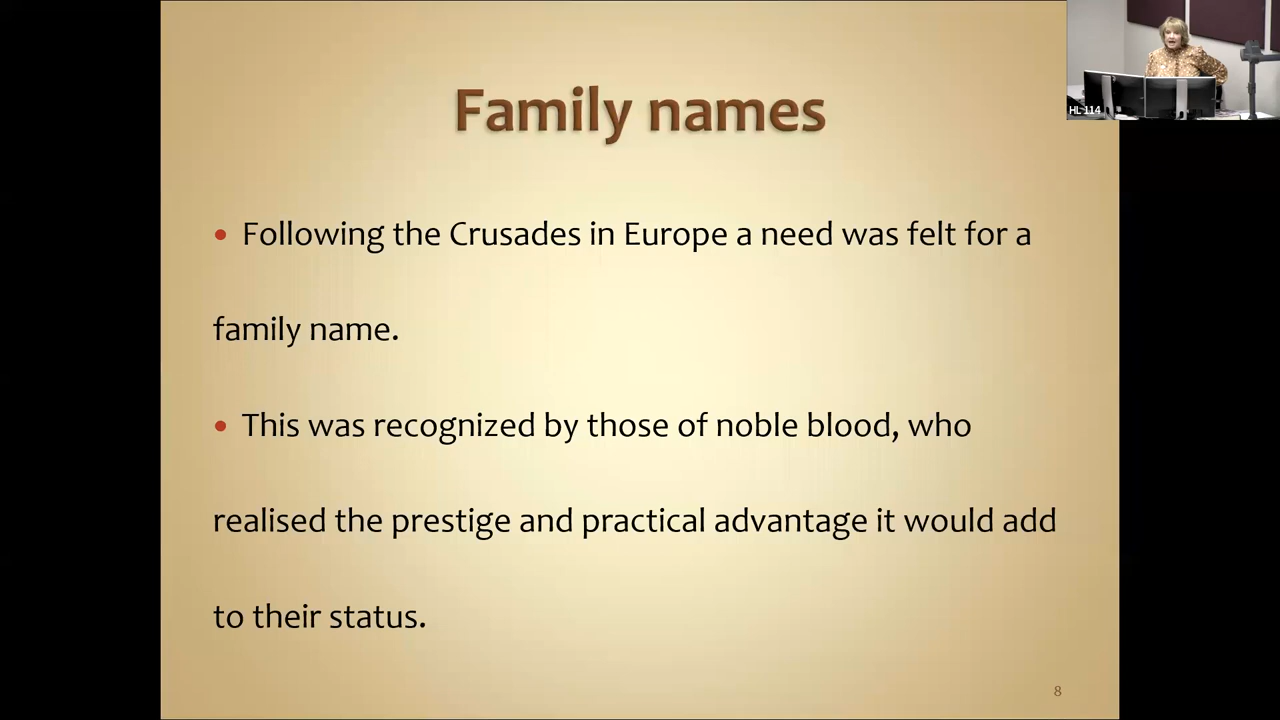 Family names
• Following the Crusades in Europe a need was felt for a
family name.
• This was recognized by those of noble blood, who
realised the prestige and practical advantage it would add
to their status.
8
HL 114